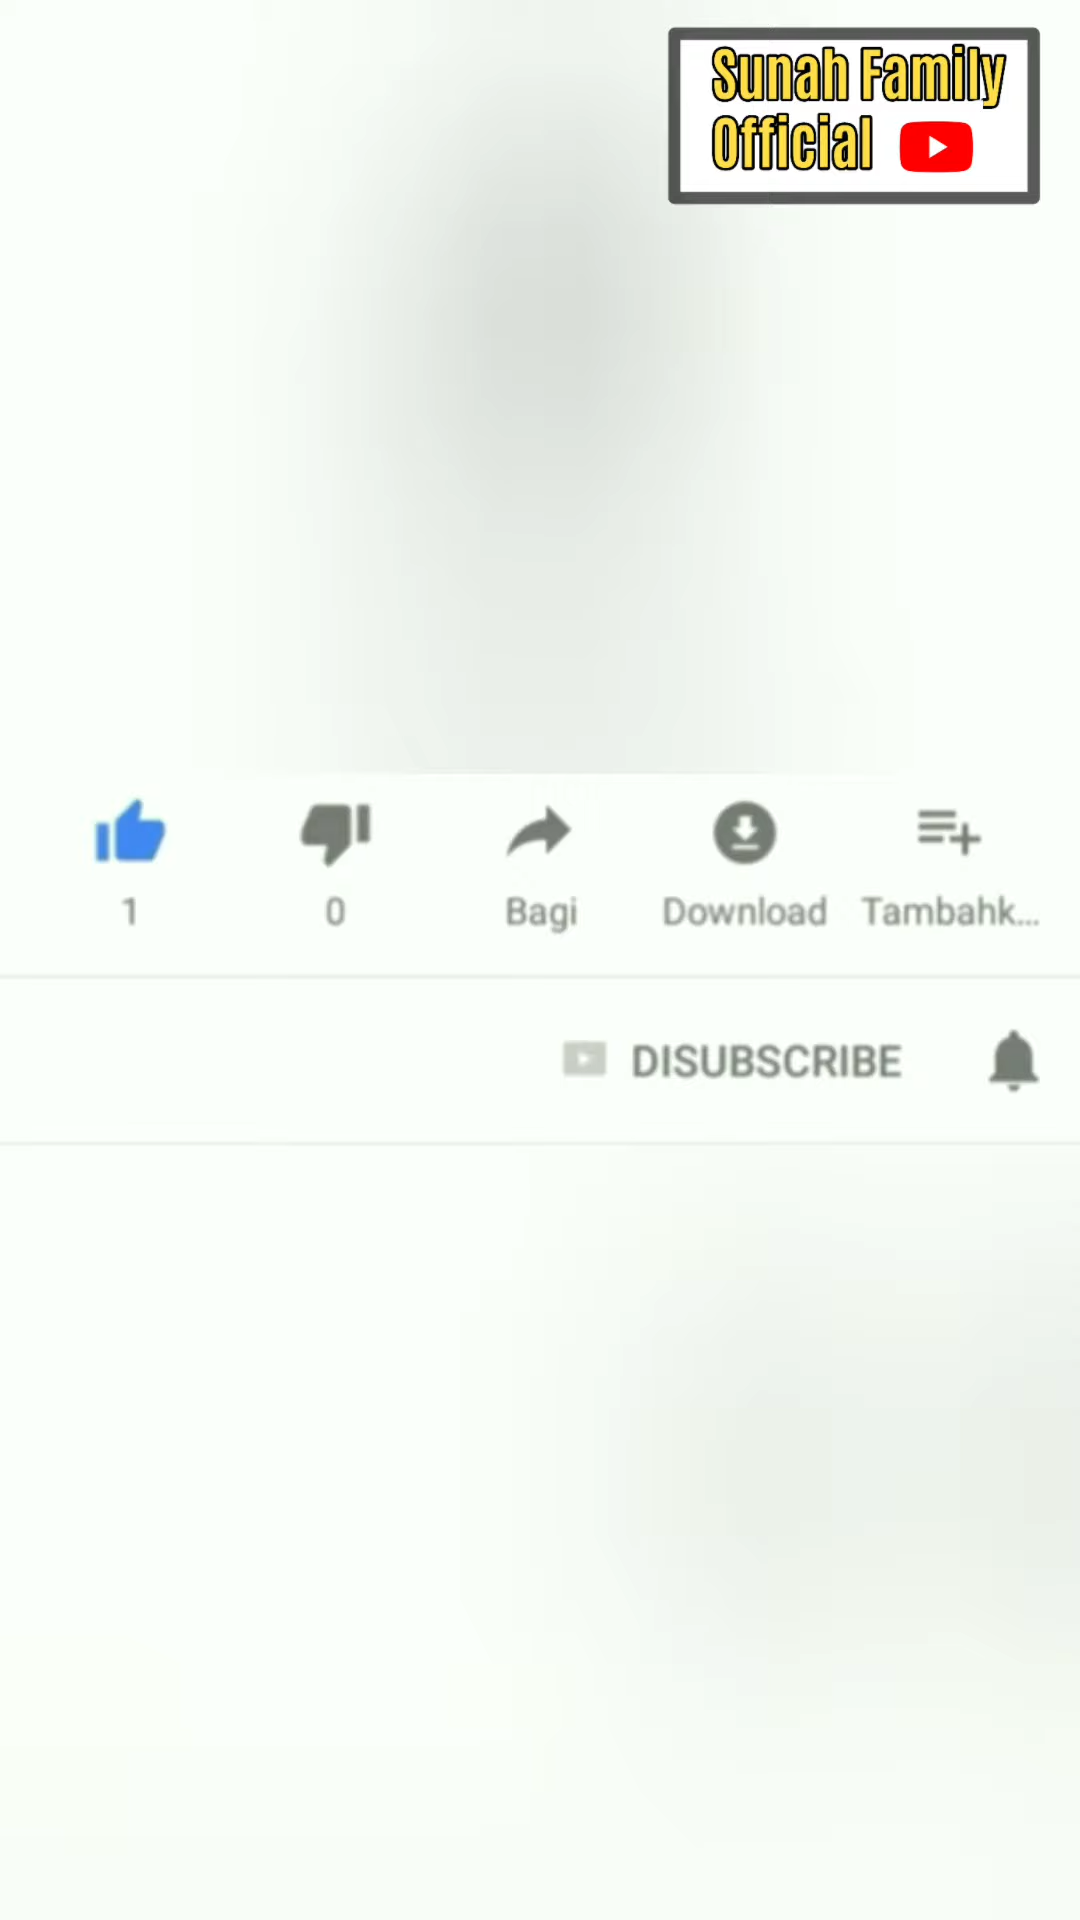 Sunah Family
Official
1
0
Bagi
Download
Tambahk...
DISUBSCRIBE